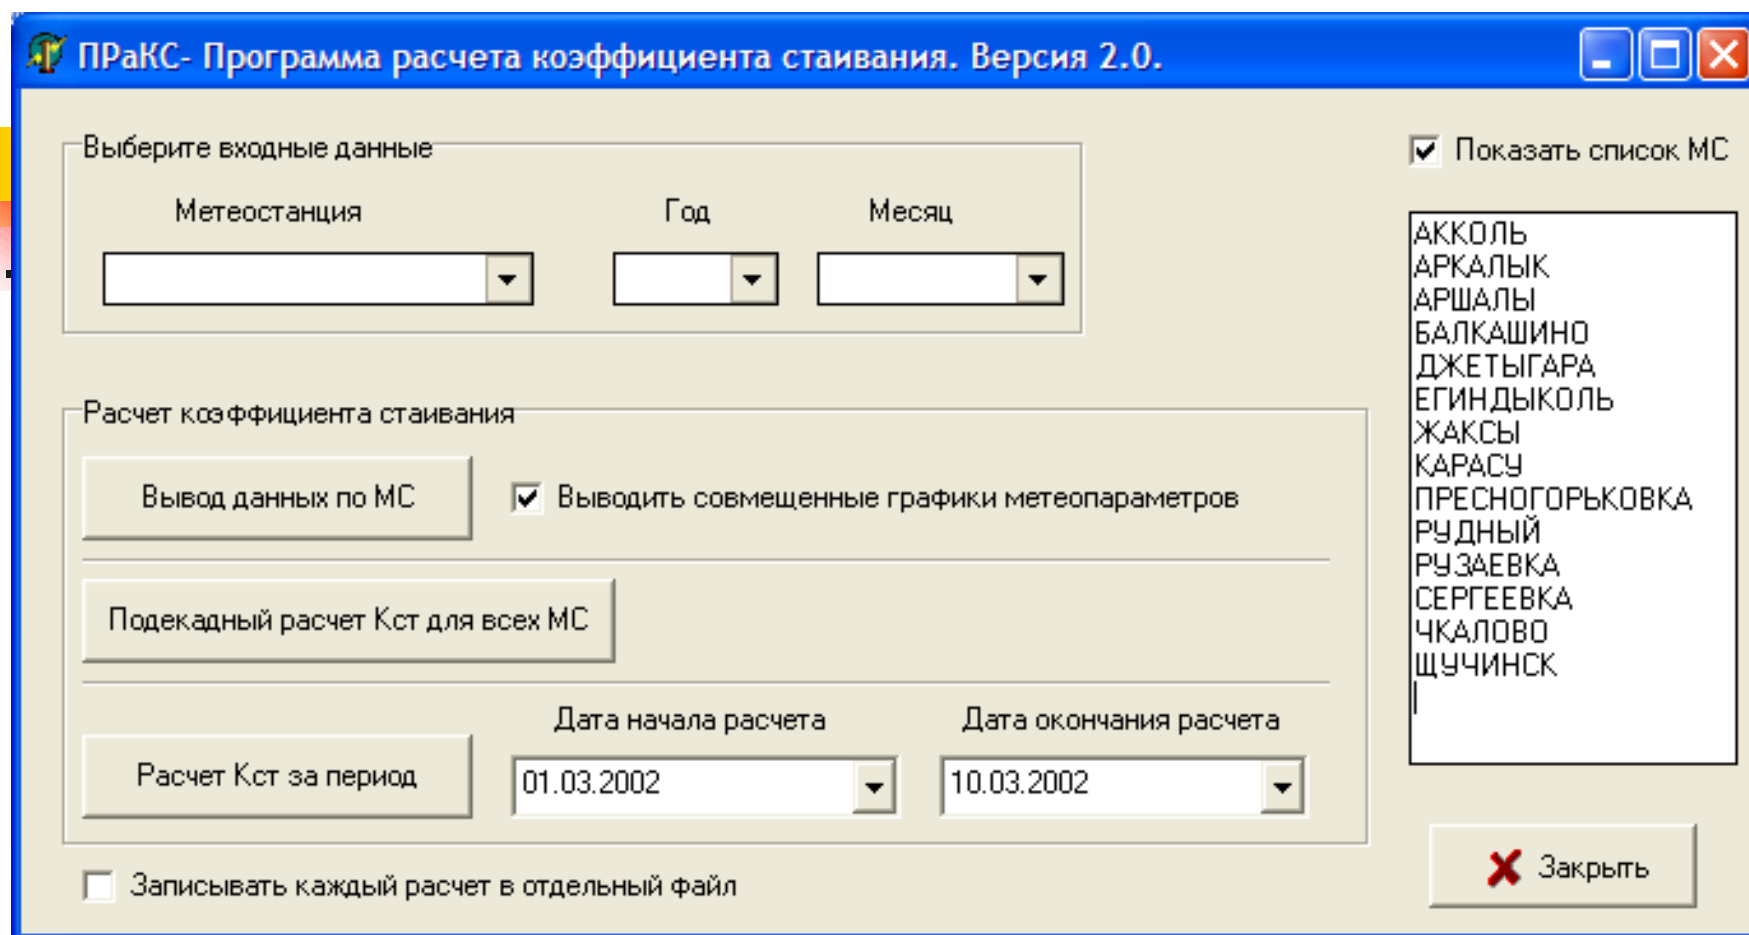 ПРаКС- Программа расчета коэффициента стаивания. Версия 2.0.
Выберите входные данные
Метеостанция Год Месяц
Показать список МС
АККОЛЬ
АРКАЛЫК
АРШАЛЫ
БАЛКАШИНО
ДЖЕТЫГАРА
ЕГИНДЫКОЛЬ
ЖАКСЫ
КАРАСУ
ПРЕСНОГОРЬКОВКА
РУДНЫЙ
РУЗАЕВКА
СЕРГЕЕВКА
ЧКАЛОВО
ЩУЧИНСК
Расчет коэффициента стаивания
Вывод данных по МС Выводить совмещенные графики метеопараметров
Подекадный расчет Кст для всех МС
Дата начала расчета Дата окончания расчета
Расчет Кст за период 01.03.2002 10.03.2002
Записывать каждый расчет в отдельный файл
Закрыть